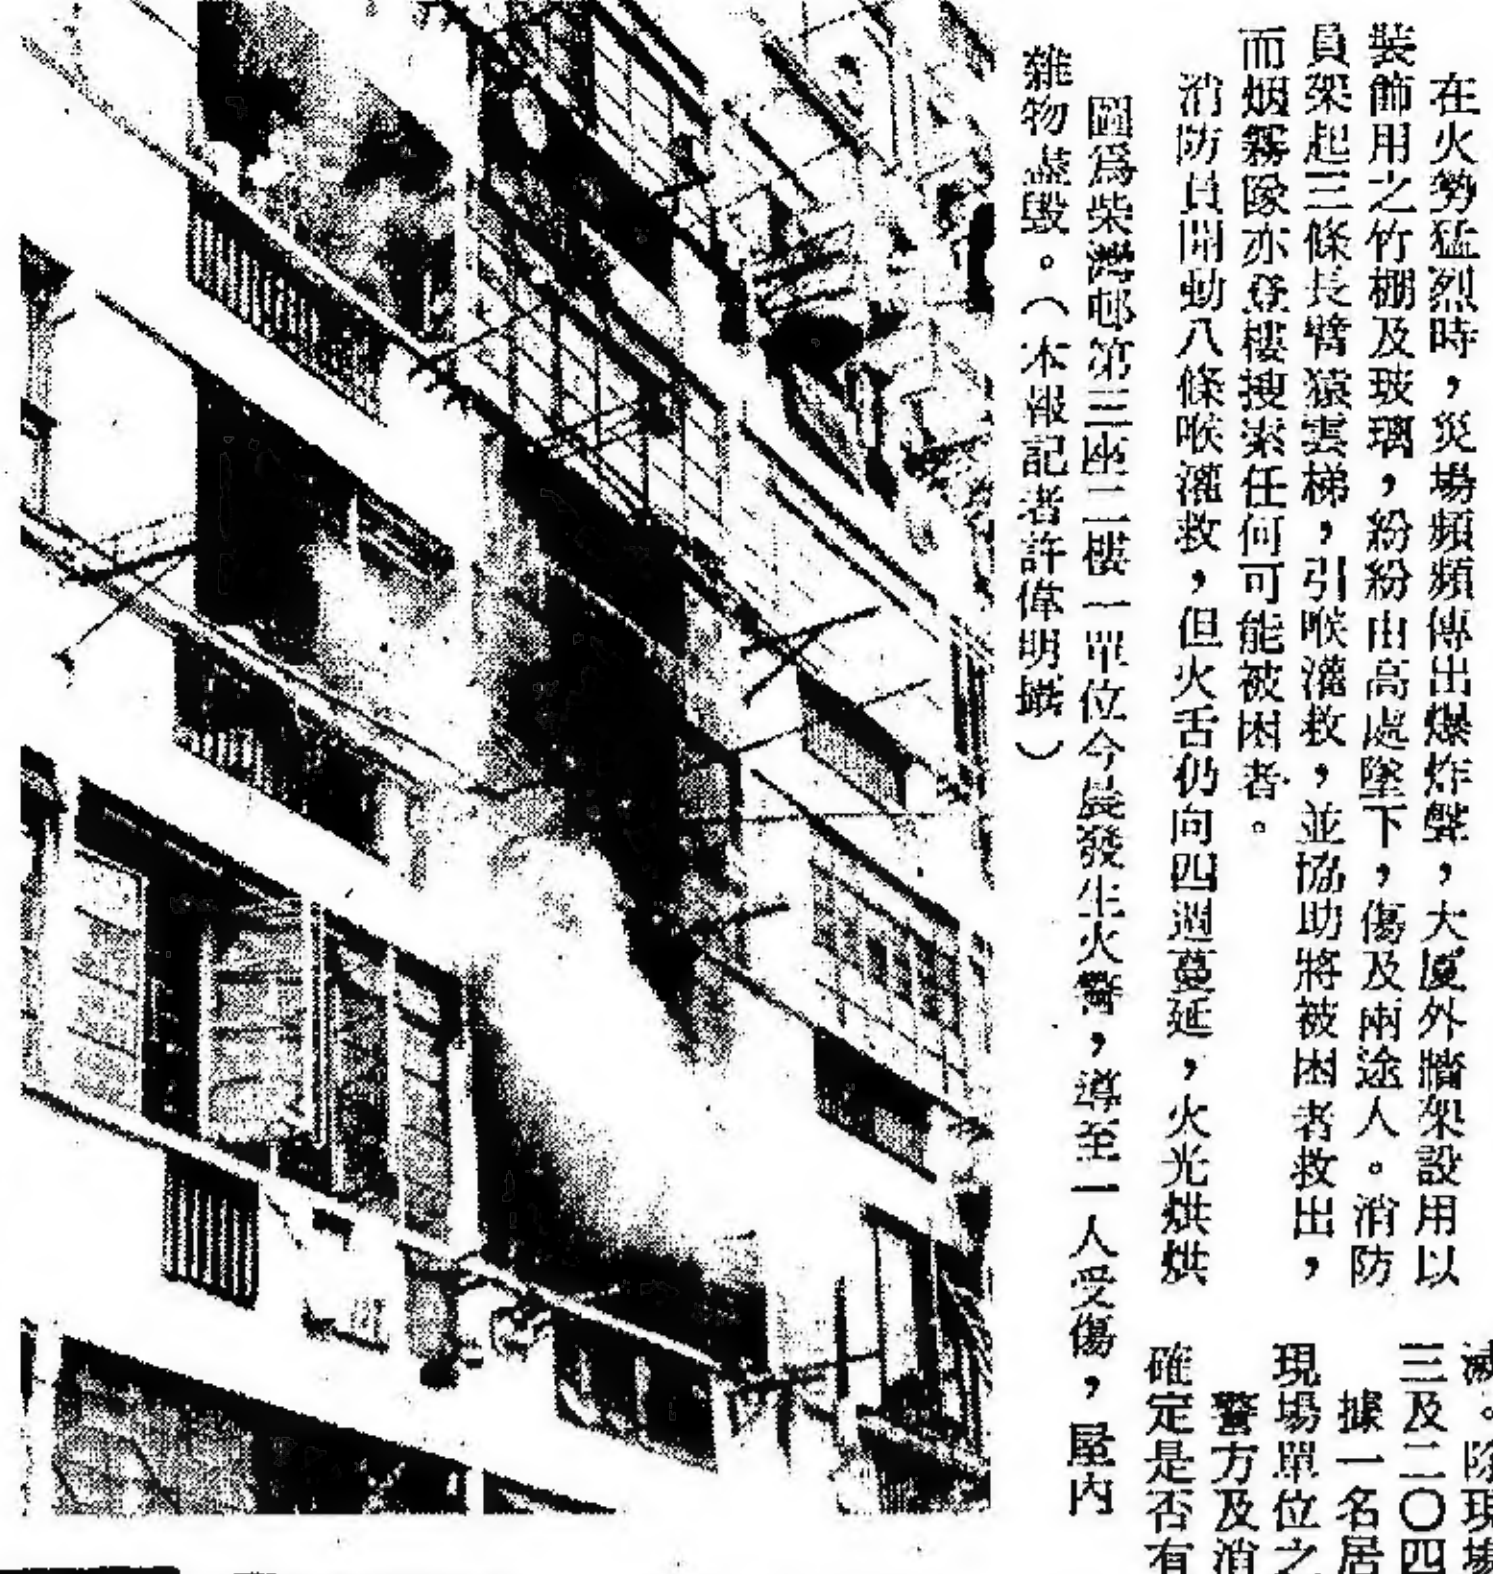 在火勢猛烈時，災場頻頻傳出爆炸聲，大廈外牆架設用以
裝飾用之竹棚及玻璃，紛紛由高處墜下，傷及兩途人。消防
員架起三條長臂猿雲梯，引喉灌救，並協助將被困者救出，
而烟霧隊亦登樓搜索任何可能被困者。
消防員開動八條喉灌救，但火舌仍向四週蔓延，火光烘烘
圖為柴灣邨第三座二樓一單位今晨發生火警，導至一人受傷，屋內
雜物盡毀。（本報記者許偉明攝）
滅。除現場
三及二〇四
據一名居
現場單位之
警方及消
確定是否有